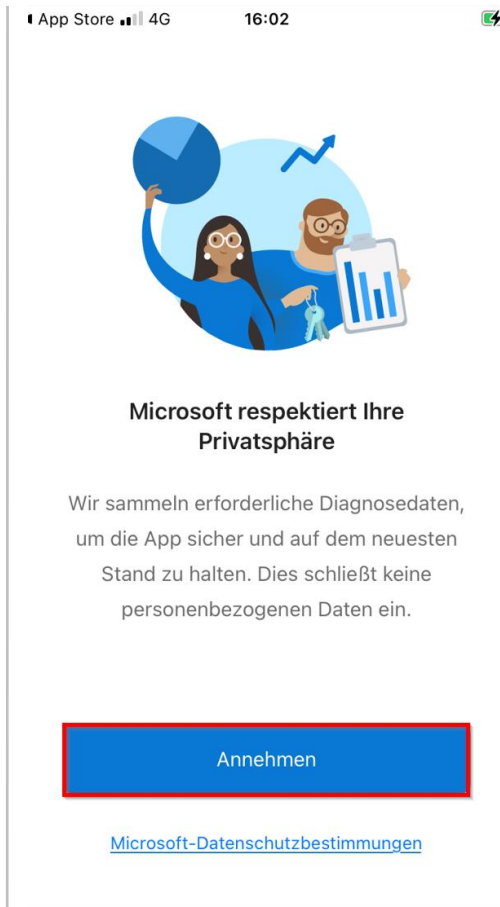 App Store 4G 16:02
Microsoft respektiert Ihre
Privatsphäre
Wir sammeln erforderliche Diagnosedaten,
um die App sicher und auf dem neuesten
Stand zu halten. Dies schließt keine
personenbezogenen Daten ein.
Annehmen
Microsoft-Datenschutzbestimmungen